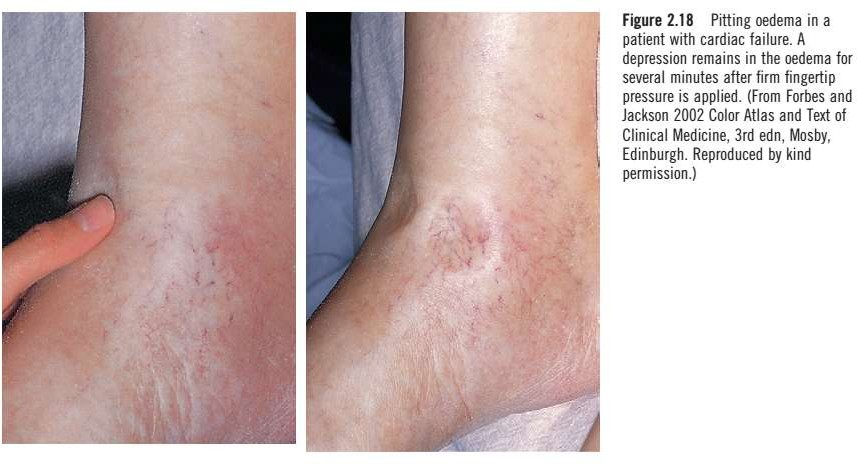 Figure 2.18 Pitting oedema in a
patient with cardiac failure. A
depression remains in the oedema for
several minutes after firm fingertip
pressure is applied. (From Forbes and
Jackson 2002 Color Atlas and Text of
Clinical Medicine, 3rd edn, Mosby,
Edinburgh. Reproduced by kind
permission.)